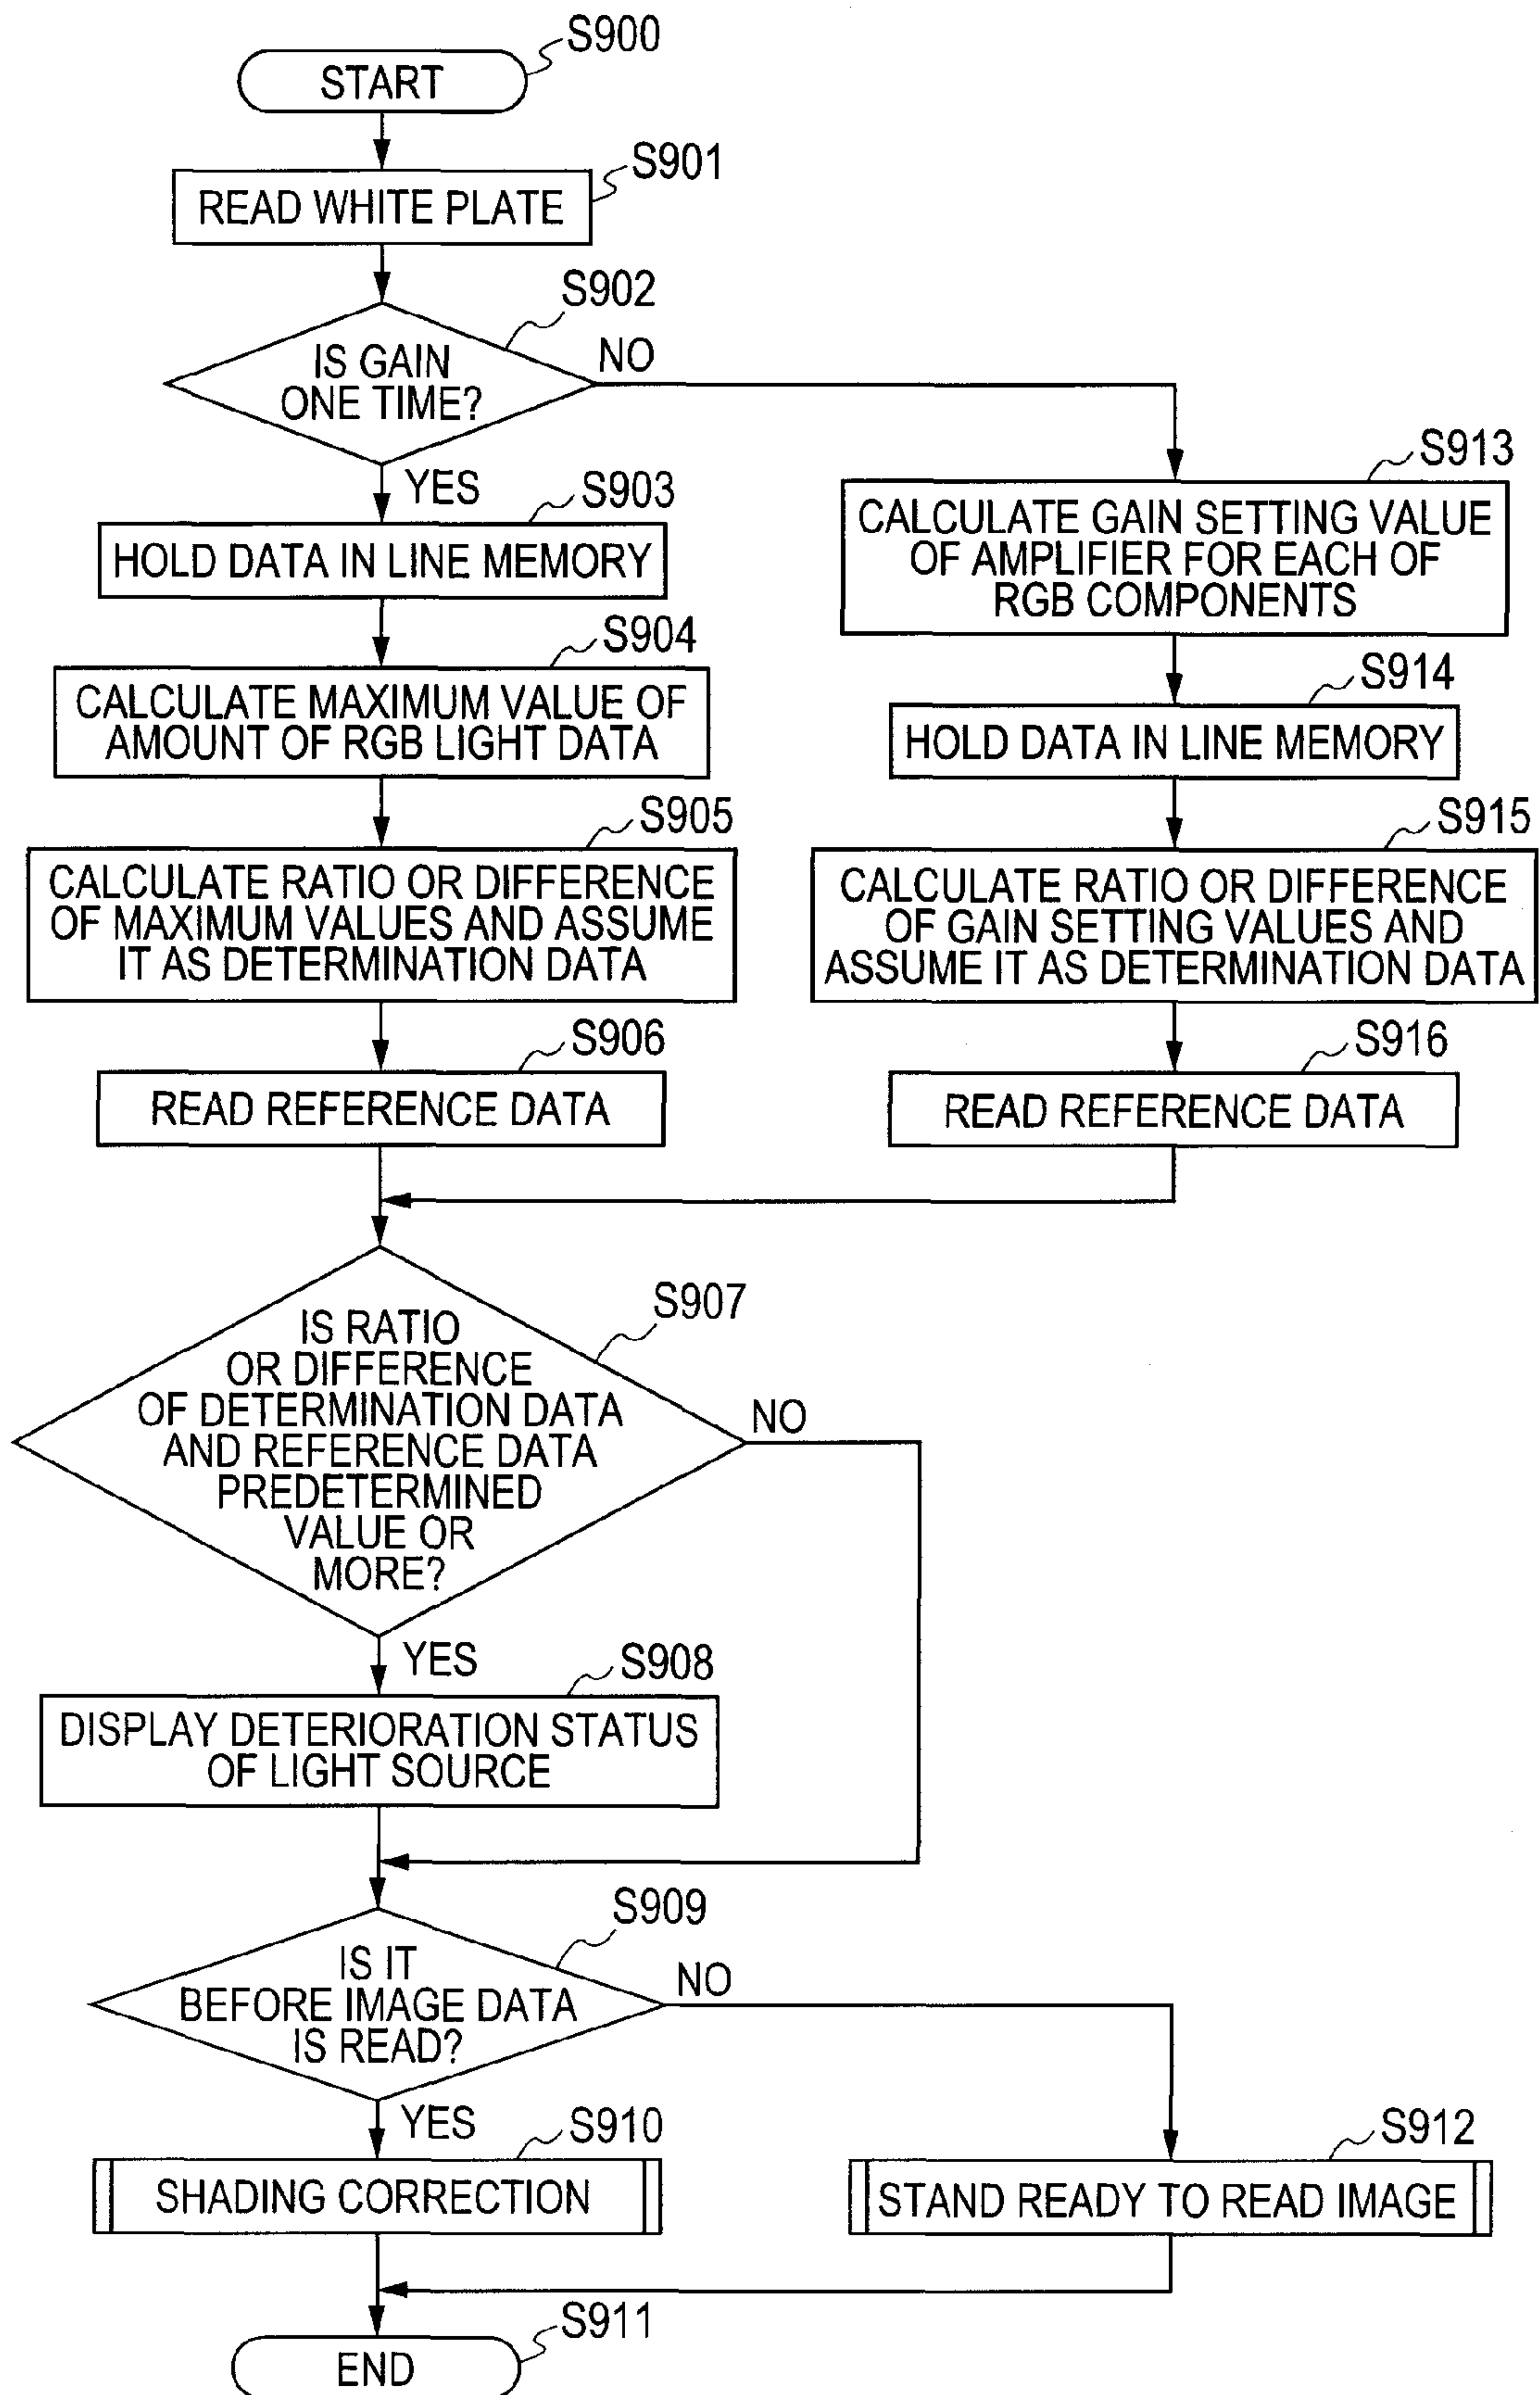 S900
START
S901
READ WHITE PLATE
S902
IS GAIN
ONE TIME?
NO
YES
S903
HOLD DATA IN LINE MEMORY
S904
CALCULATE MAXIMUM VALUE OF
AMOUNT OF RGB LIGHT DATA
S905
CALCULATE RATIO OR DIFFERENCE
OF MAXIMUM VALUES AND ASSUME
IT AS DETERMINATION DATA
S906
READ REFERENCE DATA
S913
CALCULATE GAIN SETTING VALUE
OF AMPLIFIER FOR EACH OF
RGB COMPONENTS
S914
HOLD DATA IN LINE MEMORY
S915
CALCULATE RATIO OR DIFFERENCE
OF GAIN SETTING VALUES AND
ASSUME IT AS DETERMINATION DATA
S916
READ REFERENCE DATA
S907
IS RATIO
OR DIFFERENCE
OF DETERMINATION DATA
AND REFERENCE DATA
PREDETERMINED
VALUE OR
MORE?
NO
YES
S908
DISPLAY DETERIORATION STATUS
OF LIGHT SOURCE
S909
IS IT
BEFORE IMAGE DATA
IS READ?
NO
YES
S910
SHADING CORRECTION
S912
STAND READY TO READ IMAGE
S911
END